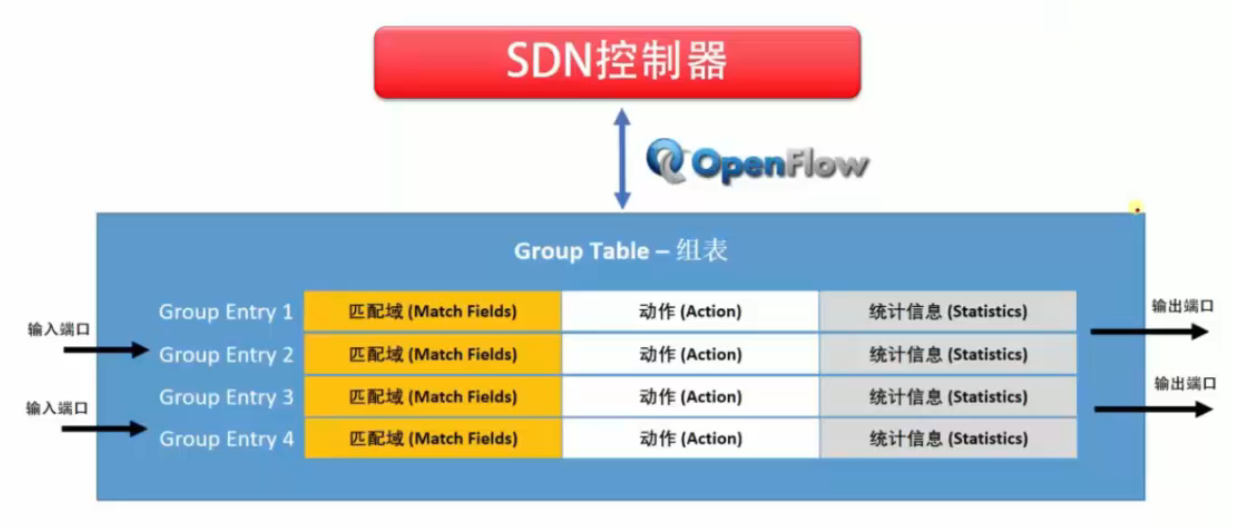 SDN控制器
OpenFlow
Group Table – 组表
Group Entry 1 匹配域 (Match Fields) 动作 (Action) 统计信息 (Statistics)
输出端口
输入端口
Group Entry 2 匹配域 (Match Fields) 动作 (Action) 统计信息 (Statistics)
Group Entry 3 匹配域 (Match Fields) 动作 (Action) 统计信息 (Statistics)
输出端口
输入端口
Group Entry 4 匹配域 (Match Fields) 动作 (Action) 统计信息 (Statistics)